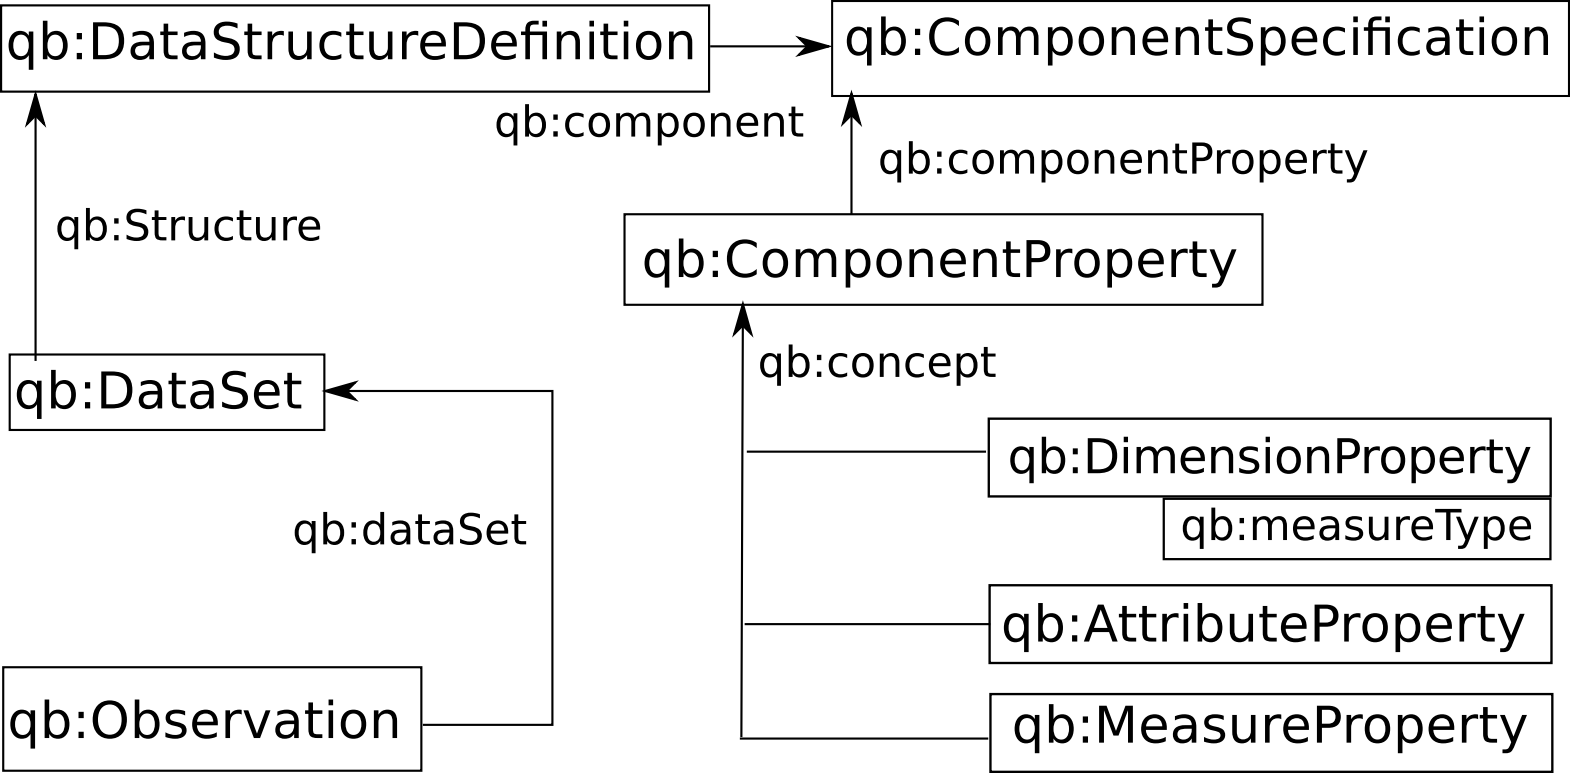 qb:DataStructureDefinition
qb:ComponentSpecification
qb:component
qb:componentProperty
qb:Structure
qb:ComponentProperty
qb:concept
qb:DataSet
qb:DimensionProperty
qb:measureType
qb:dataSet
qb:AttributeProperty
qb:Observation
qb:MeasureProperty